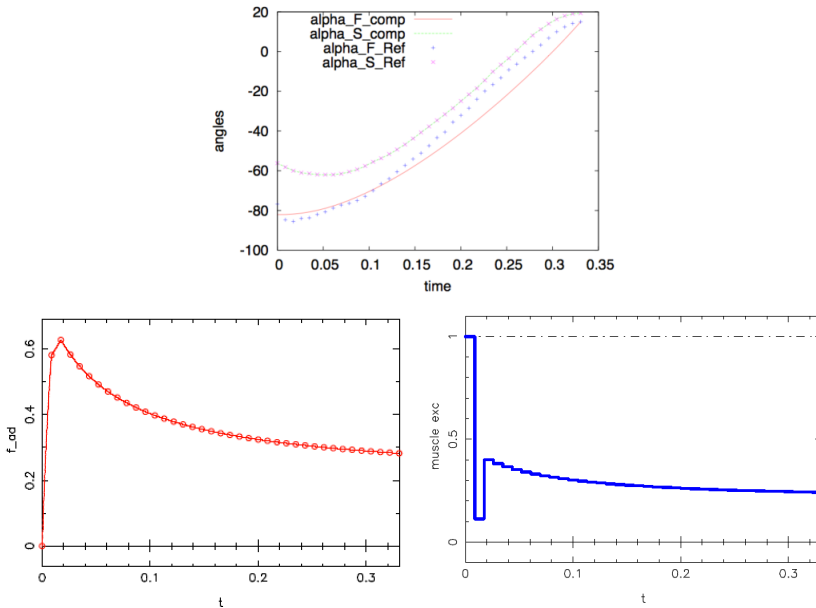 20
alpha_F_comp
alpha_S_comp
alpha_F_Ref
alpha_S_Ref
0
-20
-40
-60
-80
-100
angles
0 0.05 0.1 0.15 0.2 0.25 0.3 0.35
time
0.6
0.4
0.2
0
f_ad
0 0.1 0.2 0.3
t
1
0.5
0
muscle exc
0 0.1 0.2 0.3
t